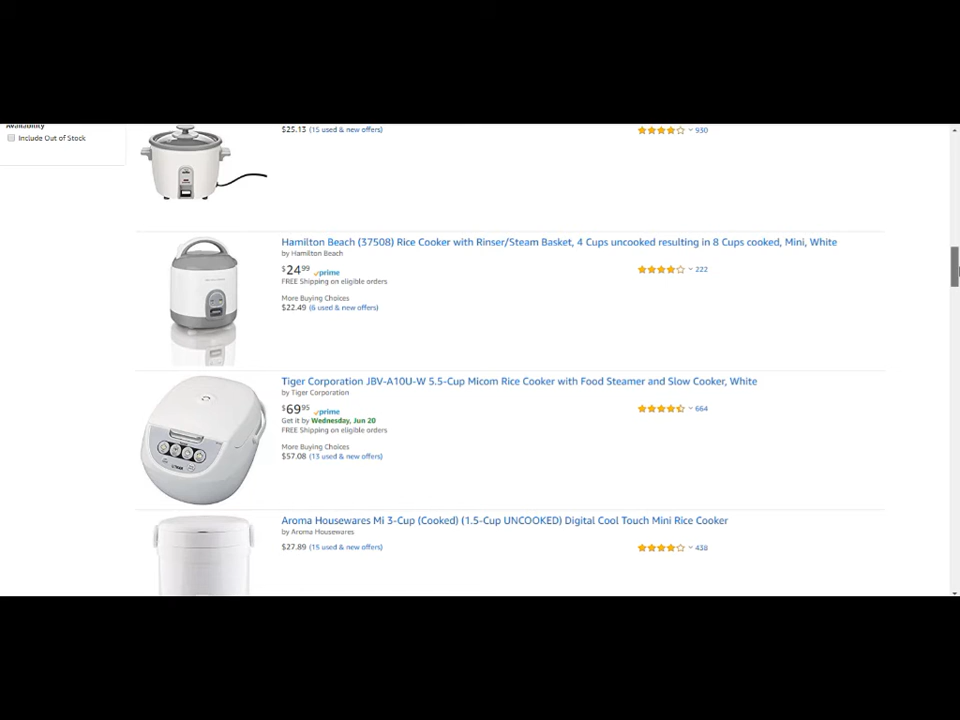 Availability
Include Out of Stock
$25.13 (15 used & new offers)
930
Hamilton Beach (37508) Rice Cooker with Rinser/Steam Basket, 4 Cups uncooked resulting in 8 Cups cooked, Mini, White
by Hamilton Beach
$24.99 prime
222
FREE Shipping on eligible orders
More Buying Choices
$22.49 (6 used & new offers)
Tiger Corporation JBV-A10U-W 5.5-Cup Micom Rice Cooker with Food Steamer and Slow Cooker, White
by Tiger Corporation
$69.95 prime
664
Get it by Wednesday, Jun 20
FREE Shipping on eligible orders
More Buying Choices
$57.08 (13 used & new offers)
Aroma Housewares Mi 3-Cup (Cooked) (1.5-Cup UNCOOKED) Digital Cool Touch Mini Rice Cooker
by Aroma Housewares
$27.89 (15 used & new offers)
438